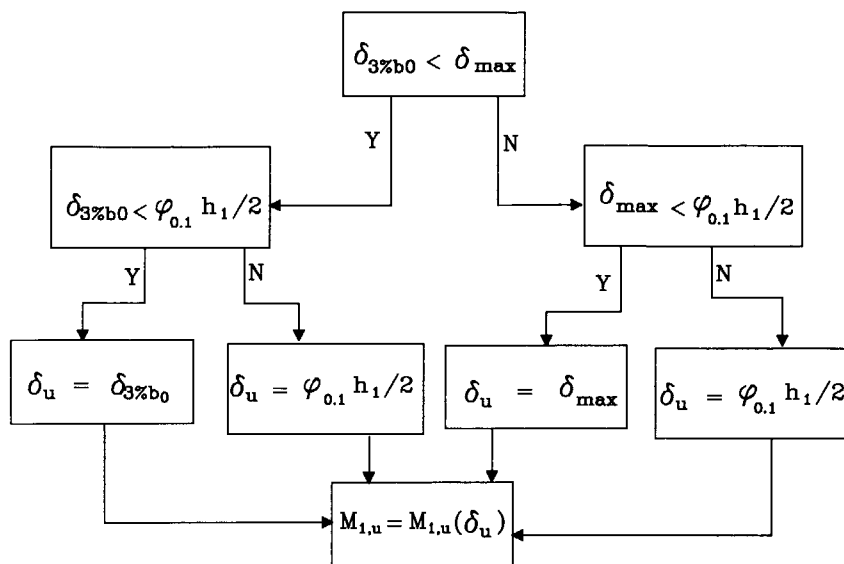 δ3%b0 < δmax
Y
N
δ3%b0 < φ0.1 h1/2
δmax < φ0.1 h1/2
Y
N
Y
N
δu = δ3%b0
δu = φ0.1 h1/2
δu = δmax
δu = φ0.1 h1/2
M1,u = M1,u(δu)